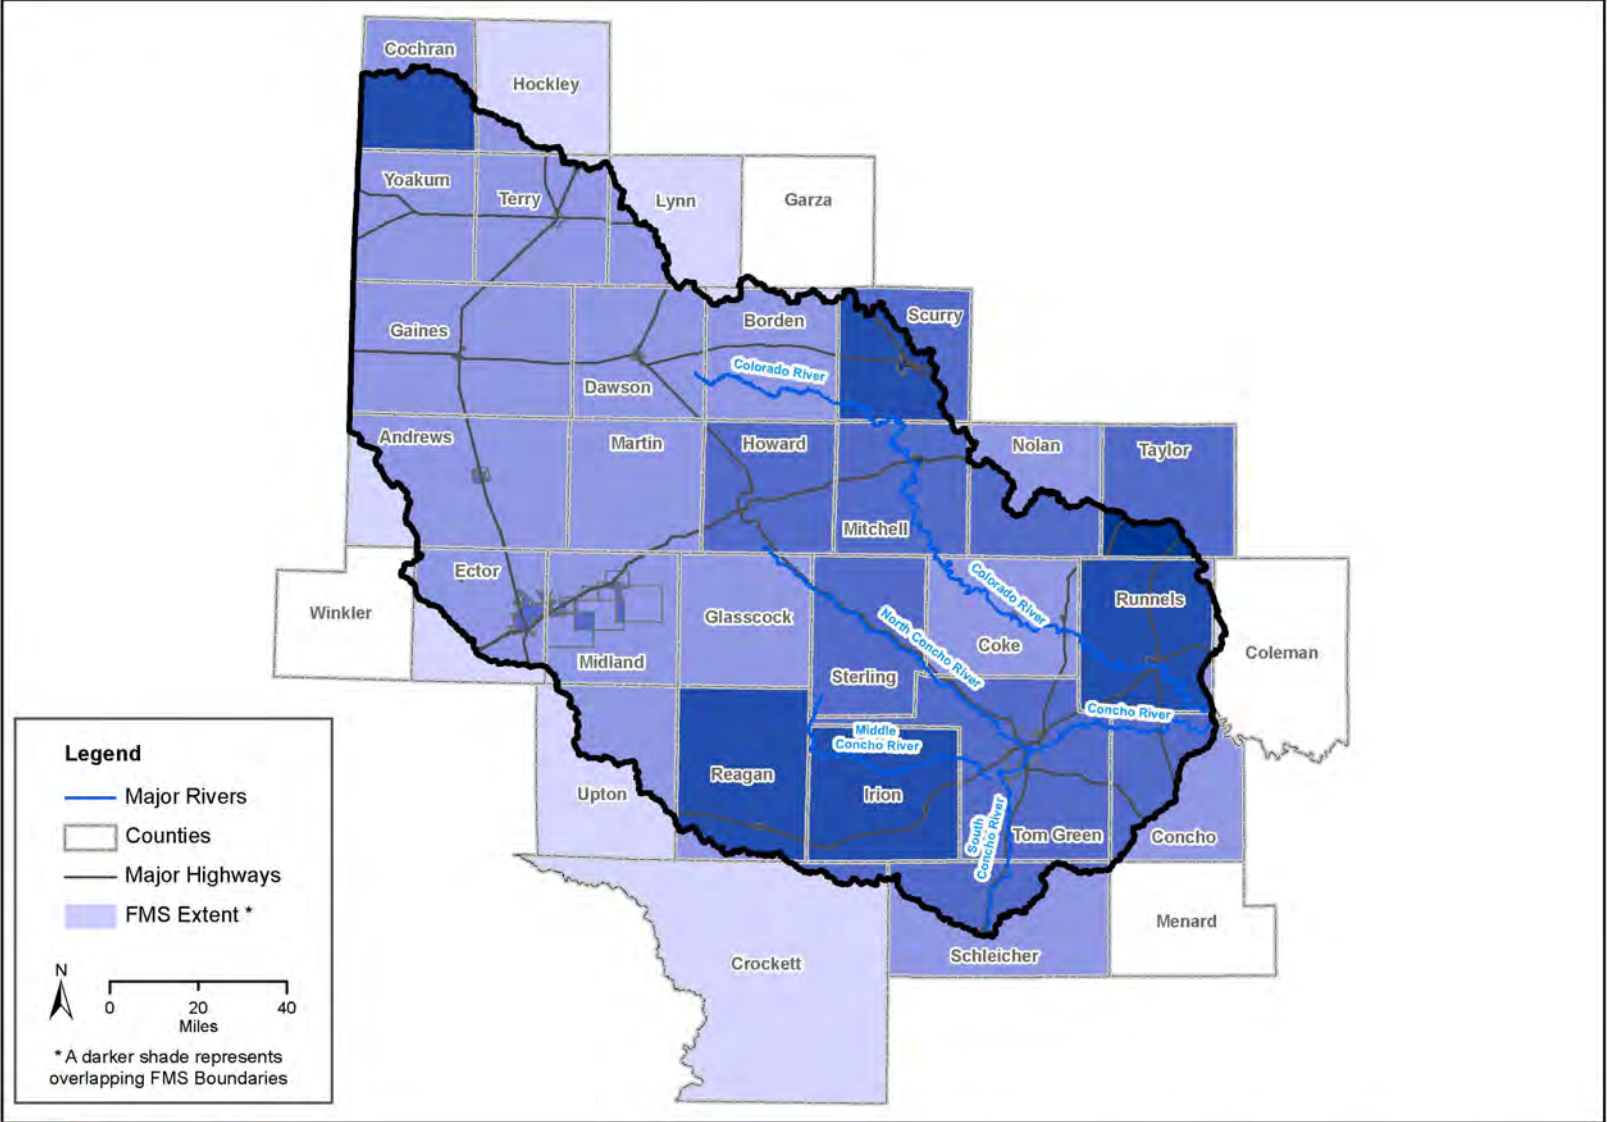 Cochran
Hockley
Yoakum
Terry
Lynn
Garza
Gaines
Dawson
Borden
Scurry
Colorado River
Andrews
Martin
Howard
Mitchell
Nolan
Taylor
Winkler
Ector
Midland
Glasscock
Sterling
North Concho River
Colorado River
Coke
Runnels
Coleman
Concho River
Middle
Concho River
Upton
Reagan
Irion
South
Concho River
Tom Green
Concho
Crockett
Schleicher
Menard
Legend
Major Rivers
Counties
Major Highways
FMS Extent *
N
0 20 40
Miles
* A darker shade represents
overlapping FMS Boundaries